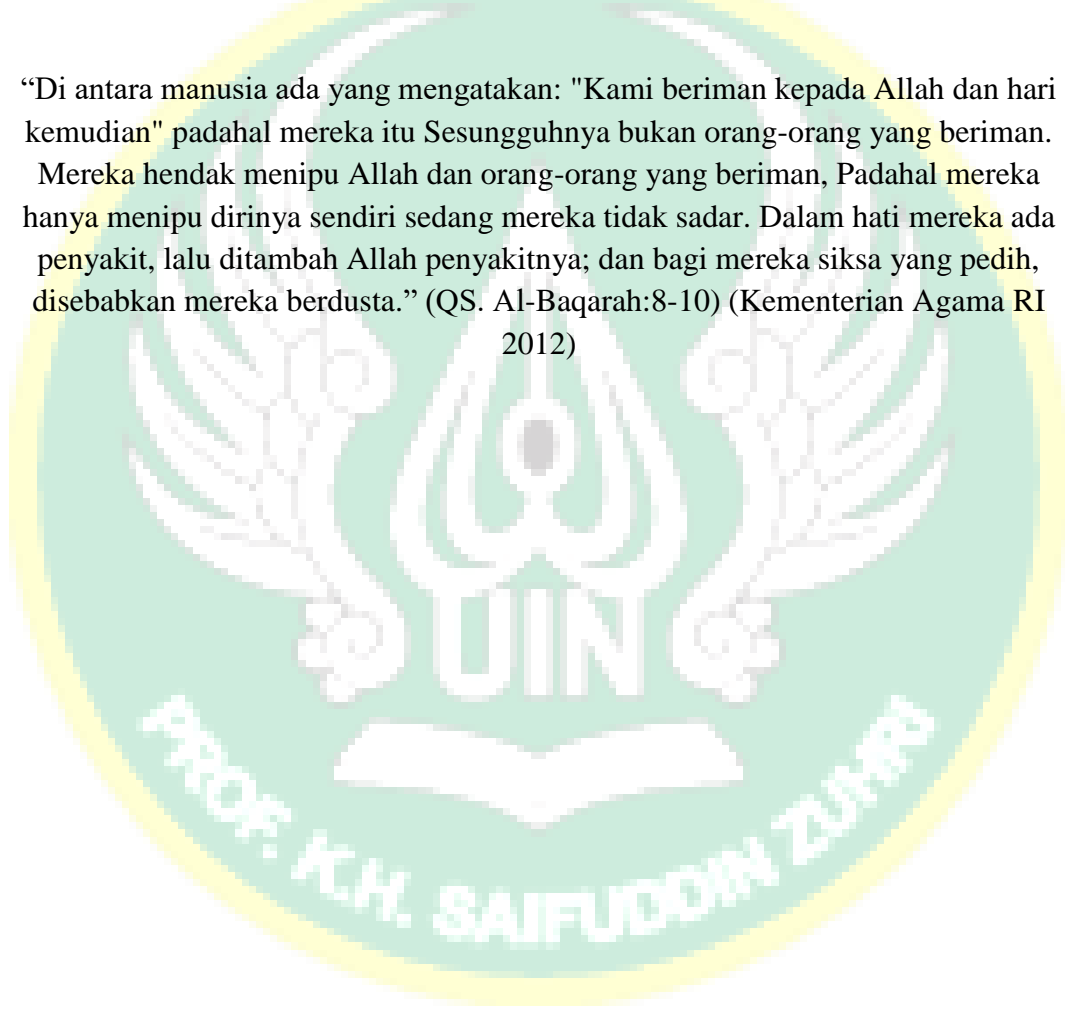 “Di antara manusia ada yang mengatakan: "Kami beriman kepada Allah dan hari
kemudian" padahal mereka itu Sesungguhnya bukan orang-orang yang beriman.
Mereka hendak menipu Allah dan orang-orang yang beriman, Padahal mereka
hanya menipu dirinya sendiri sedang mereka tidak sadar. Dalam hati mereka ada
penyakit, lalu ditambah Allah penyakitnya; dan bagi mereka siksa yang pedih,
disebabkan mereka berdusta.” (QS. Al-Baqarah:8-10) (Kementerian Agama RI
2012)
UIN
PROF. K.H. SAIFUDDIN ZUHRI